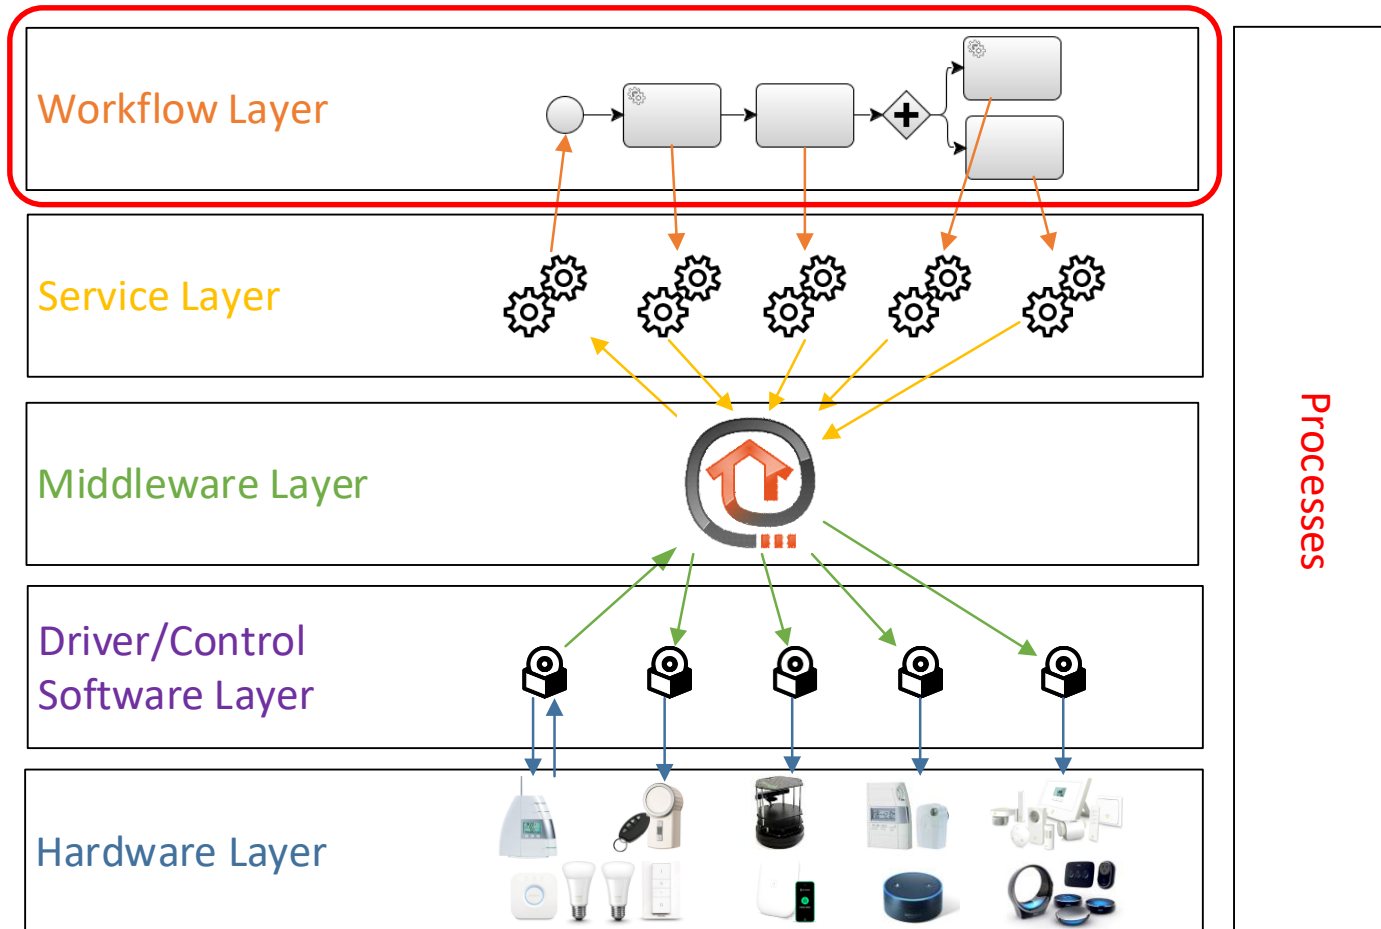 Workflow Layer
Service Layer
Middleware Layer
Driver/Control
Software Layer
Hardware Layer
Processes